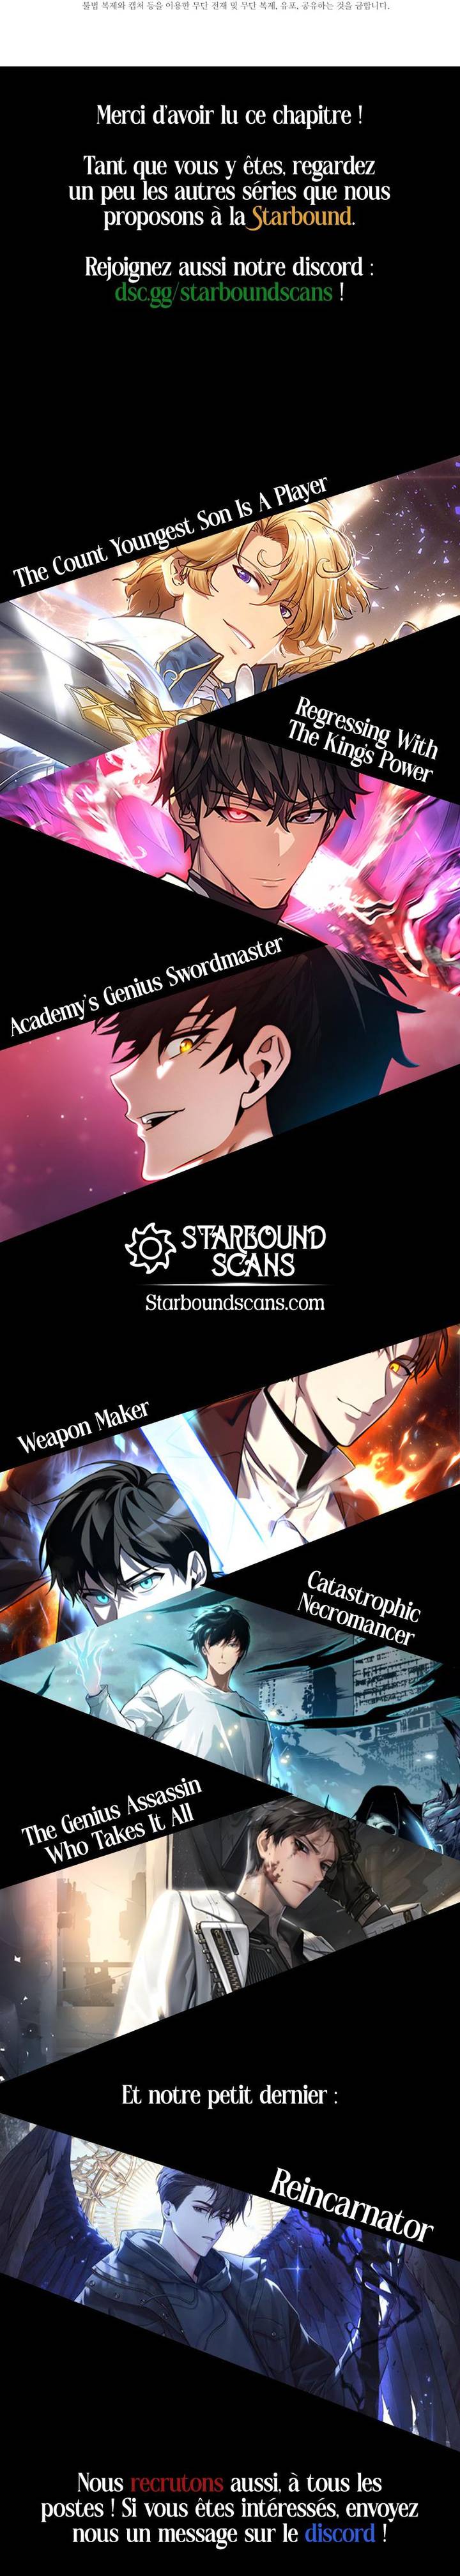 불법 복제와 캡처 등을 이용한 무단 전재 및 무단 복제, 유포, 공유하는 것을 금합니다.
Merci d'avoir lu ce chapitre !
Tant que vous y êtes, regardez
un peu les autres séries que nous
proposons à la Starbound.
Rejoignez aussi notre discord :
dsc.gg/starboundscans !
The Count Youngest Son Is A Player
Regressing With
The King's Power
Academy's Genius Swordmaster
STARBOUND
SCANS
Starboundscans.com
Weapon Maker
Catastrophic
Necromancer
The Genius Assassin
Who Takes It All
Et notre petit dernier :
Reincarnator
Nous recrutons aussi, à tous les
postes ! Si vous êtes intéressés, envoyez
nous un message sur le discord !